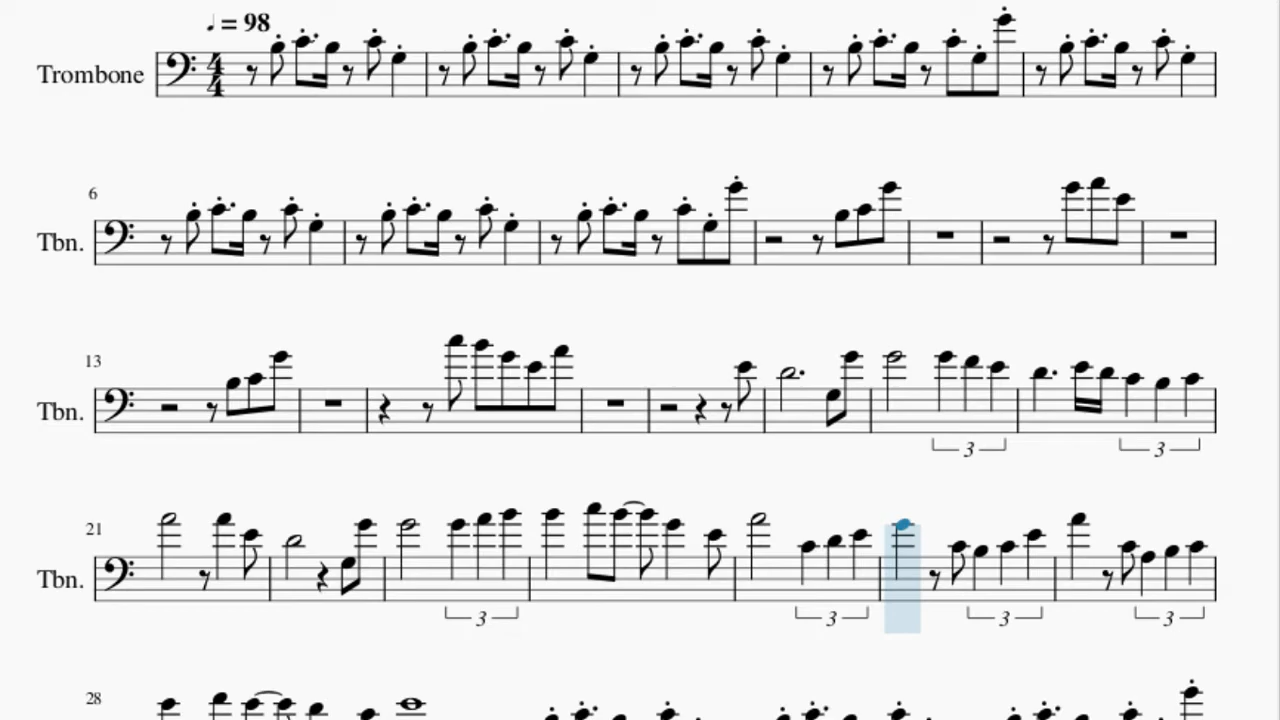 ♩ = 98
Trombone 4 4
6
Tbn.
13
Tbn.
3 3
21
Tbn.
3 3 3 3
28